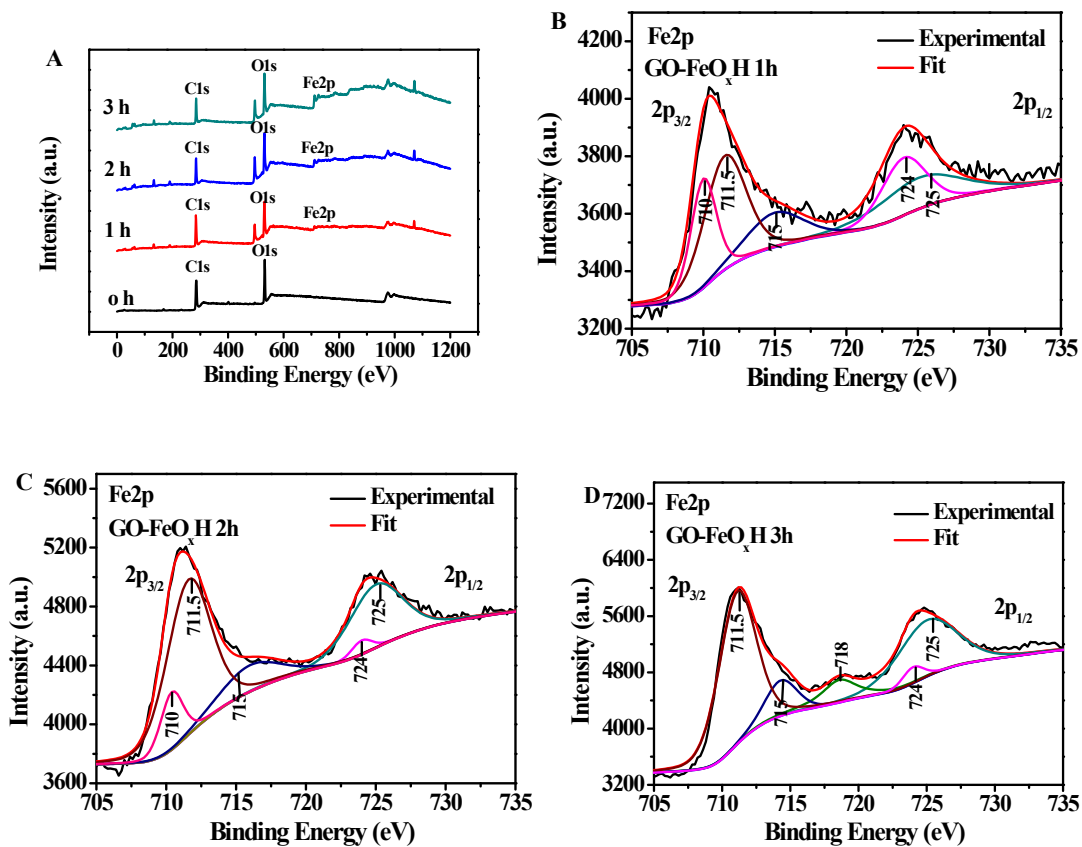 A
3 h
C1s
O1s
Fe2p
2 h
C1s
O1s
Fe2p
1 h
C1s
O1s
Fe2p
o h
C1s
O1s
Intensity (a.u.)
0 200 400 600 800 1000 1200
Binding Energy (eV)
B
Fe2p
GO-FeOxH 1h
Experimental
Fit
2p3/2
2p1/2
710
711.5
715
724
725
4200
4000
3800
3600
3400
3200
Intensity (a.u.)
705 710 715 720 725 730 735
Binding Energy (eV)
C
Fe2p
GO-FeOxH 2h
Experimental
Fit
2p3/2
2p1/2
710
711.5
715
724
725
5600
5200
4800
4400
4000
3600
Intensity (a.u.)
705 710 715 720 725 730 735
Binding Energy (eV)
D
Fe2p
GO-FeOxH 3h
Experimental
Fit
2p3/2
2p1/2
711.5
715
718
724
725
7200
6400
5600
4800
4000
3200
Intensity (a.u.)
705 710 715 720 725 730 735
Binding Energy (eV)